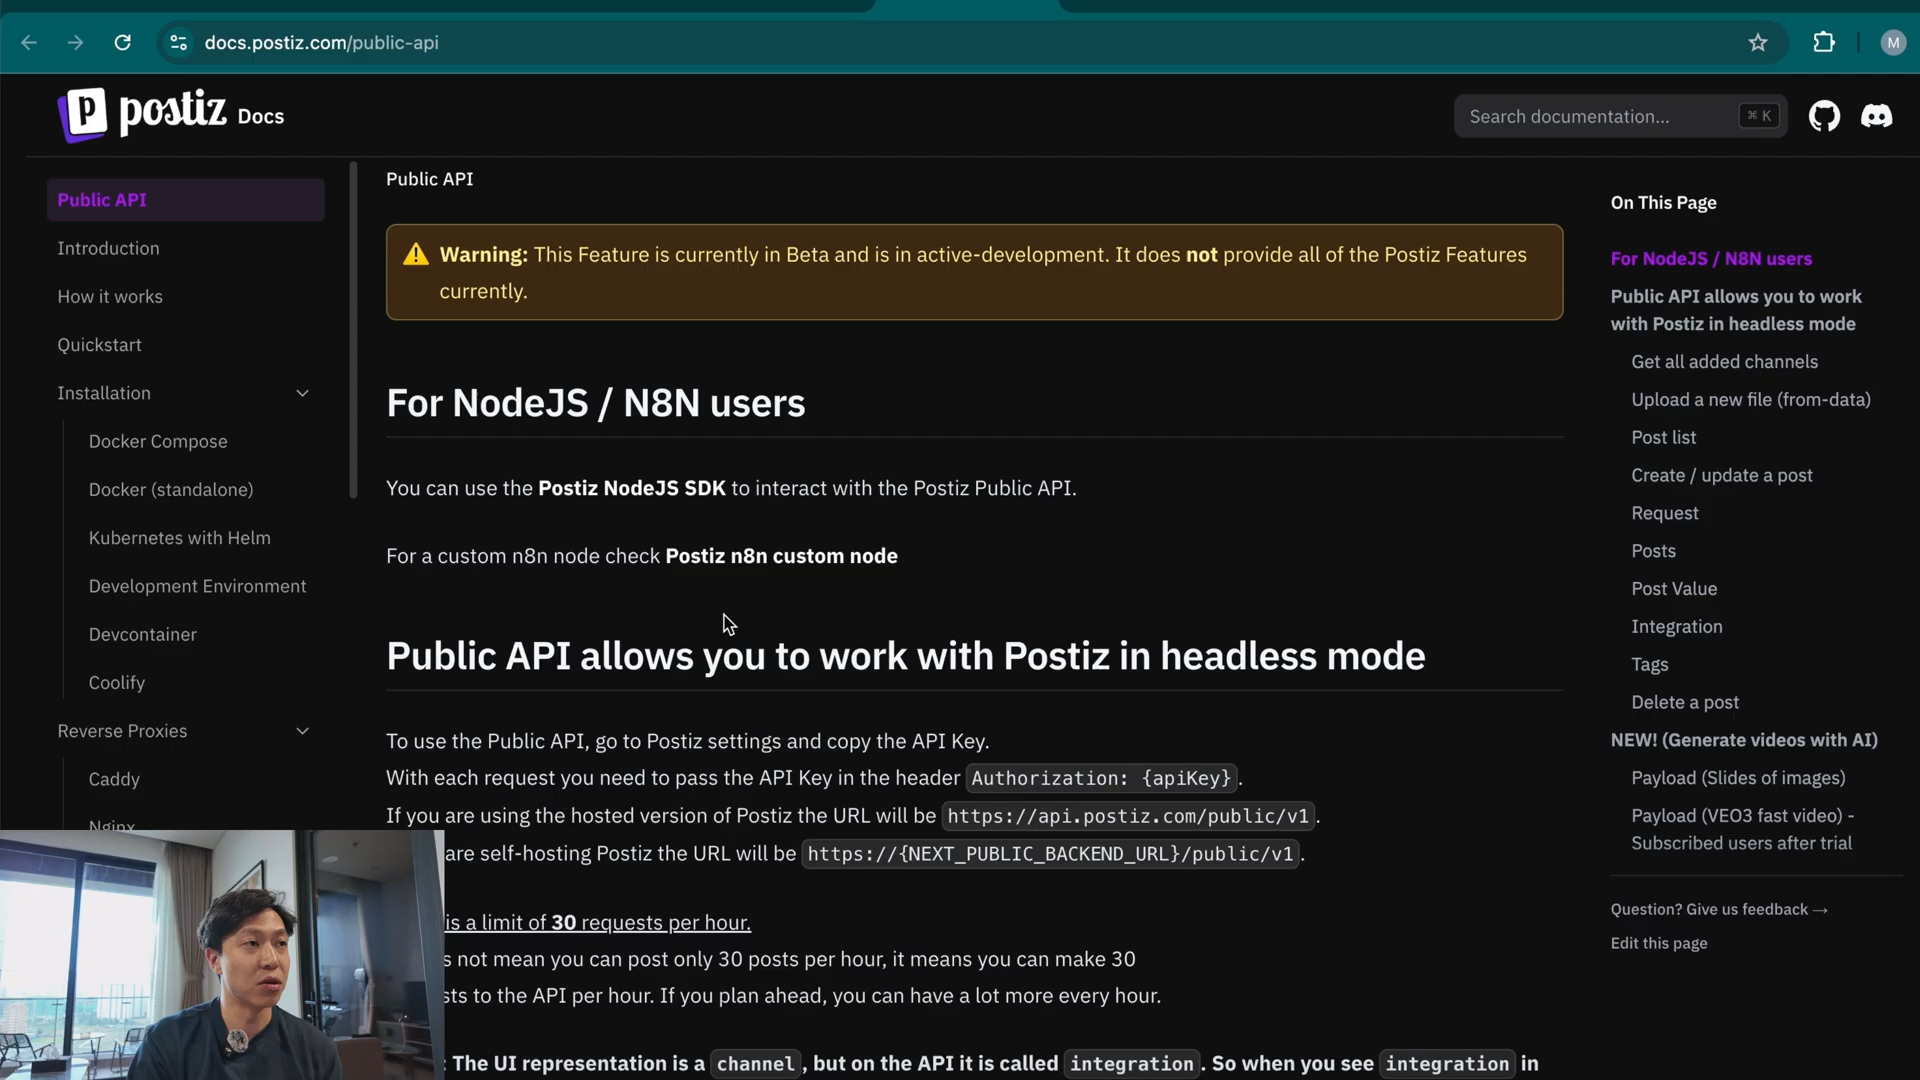 docs.postiz.com/public-api
M
P postiz Docs
Search documentation...
⌘ K
Public API
Introduction
How it works
Quickstart
Installation
Docker Compose
Docker (standalone)
Kubernetes with Helm
Development Environment
Devcontainer
Coolify
Reverse Proxies
Caddy
Nginx
Public API
Warning: This Feature is currently in Beta and is in active-development. It does not provide all of the Postiz Features
currently.
For NodeJS / N8N users
You can use the Postiz NodeJS SDK to interact with the Postiz Public API.
For a custom n8n node check Postiz n8n custom node
Public API allows you to work with Postiz in headless mode
To use the Public API, go to Postiz settings and copy the API Key.
With each request you need to pass the API Key in the header Authorization: {apiKey}.
If you are using the hosted version of Postiz the URL will be https://api.postiz.com/public/v1.
are self-hosting Postiz the URL will be https://{NEXT_PUBLIC_BACKEND_URL}/public/v1.
is a limit of 30 requests per hour.
not mean you can post only 30 posts per hour, it means you can make 30
to the API per hour. If you plan ahead, you can have a lot more every hour.
: The UI representation is a channel, but on the API it is called integration. So when you see integration in
On This Page
For NodeJS / N8N users
Public API allows you to work
with Postiz in headless mode
Get all added channels
Upload a new file (from-data)
Post list
Create / update a post
Request
Posts
Post Value
Integration
Tags
Delete a post
NEW! (Generate videos with AI)
Payload (Slides of images)
Payload (VEO3 fast video) -
Subscribed users after trial
Question? Give us feedback →
Edit this page